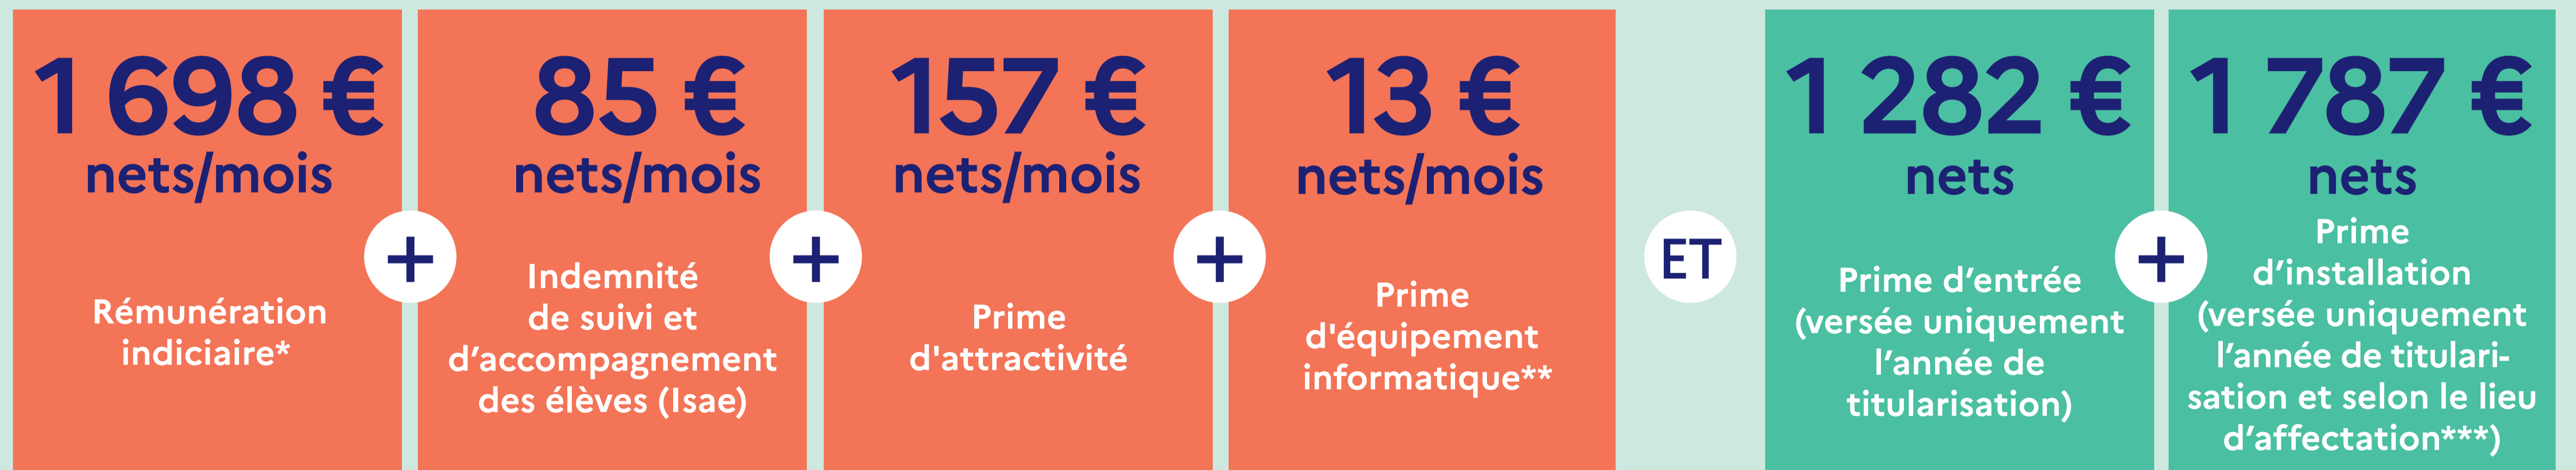 1 698 €
nets/mois
Rémunération
indiciaire*
+
85 €
nets/mois
Indemnité
de suivi et
d’accompagnement
des élèves (Isae)
+
157 €
nets/mois
Prime
d'attractivité
+
13 €
nets/mois
Prime
d'équipement
informatique**
ET
1 282 €
nets
Prime d’entrée
(versée uniquement
l’année de
titularisation)
+
1 787 €
nets
Prime
d’installation
(versée uniquement
l’année de titulari-
sation et selon le lieu
d’affectation***)